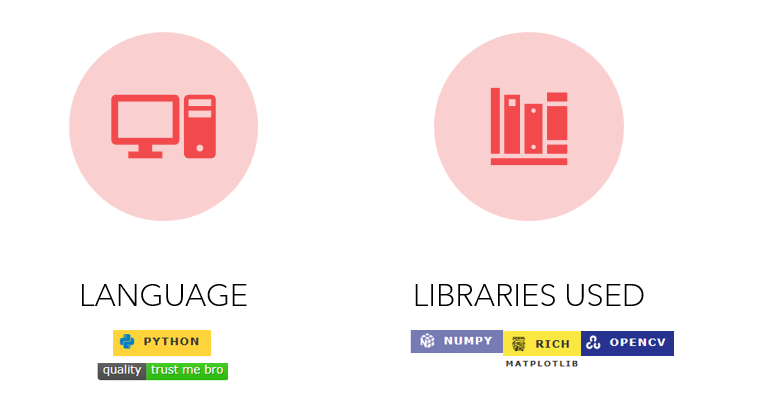 LANGUAGE
PYTHON
quality trust me bro
LIBRARIES USED
NUMPY RICH OPENCV
MATPLOTLIB